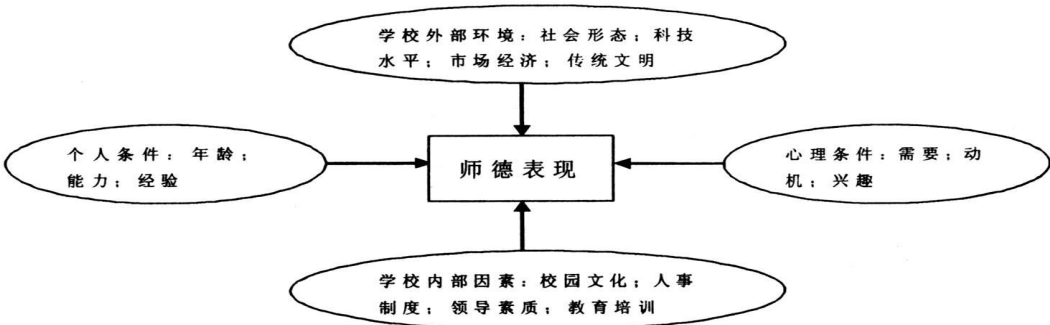 学校外部环境：社会形态；科技
水平；市场经济；传统文明
个人条件：年龄；
能力；经验
师德表现
心理条件：需要；动
机；兴趣
学校内部因素：校园文化；人事
制度；领导素质；教育培训